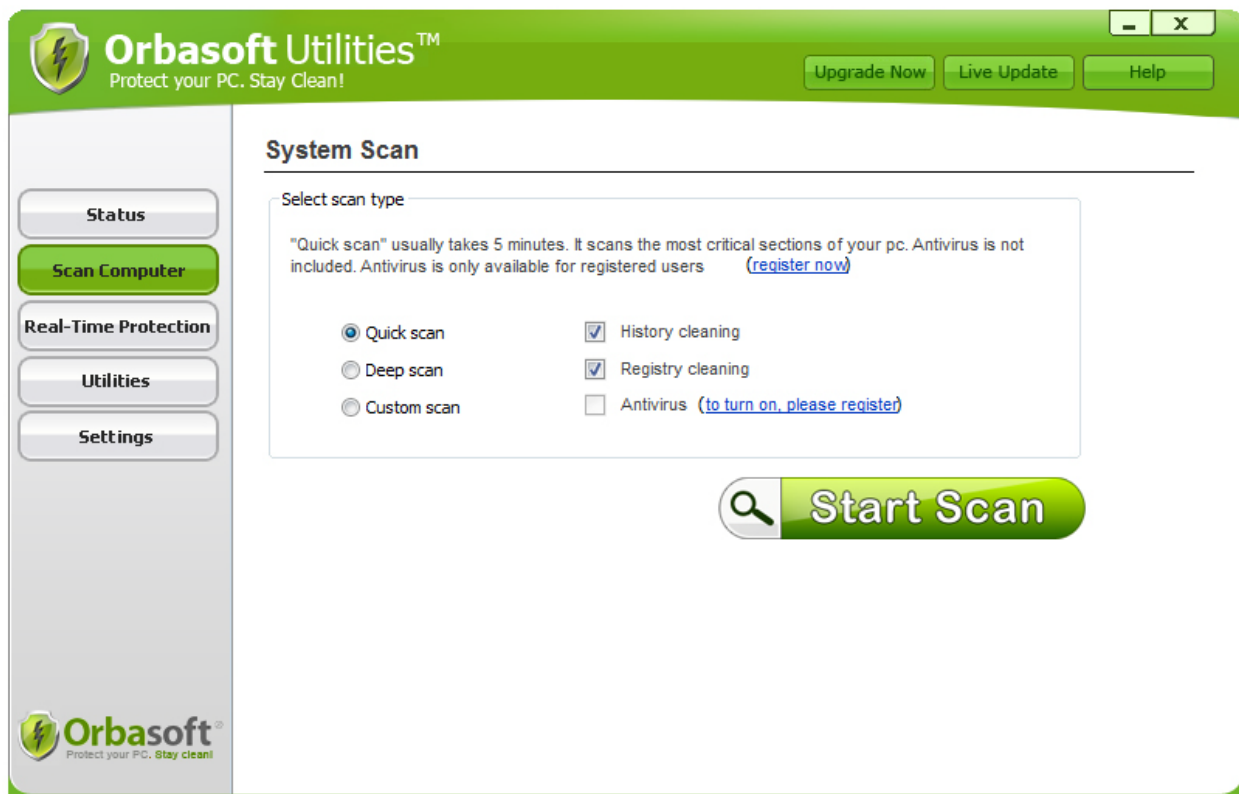 Orbasoft Utilities™
Protect your PC. Stay Clean!
X
Upgrade Now
Live Update
Help
System Scan
Status
Scan Computer
Real-Time Protection
Utilities
Settings
Select scan type
"Quick scan" usually takes 5 minutes. It scans the most critical sections of your pc. Antivirus is not
included. Antivirus is only available for registered users (register now)
Quick scan
History cleaning
Deep scan
Registry cleaning
Custom scan
Antivirus (to turn on, please register)
Start Scan
Orbasoft®
Protect your PC. Stay clean!